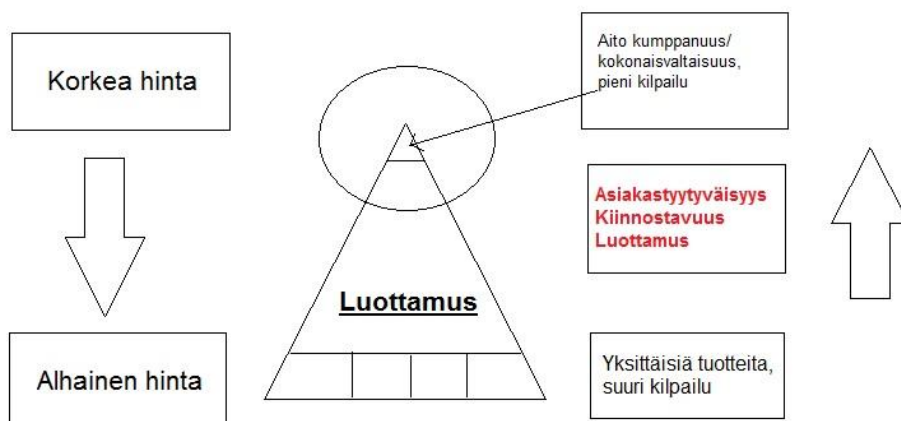 Korkea hinta
Alhainen hinta
Luottamus
Aito kumppanuus/
kokonaisvaltaisuus,
pieni kilpailu
Asiakastyytyväisyys
Kiinnostavuus
Luottamus
Yksittäisiä tuotteita,
suuri kilpailu